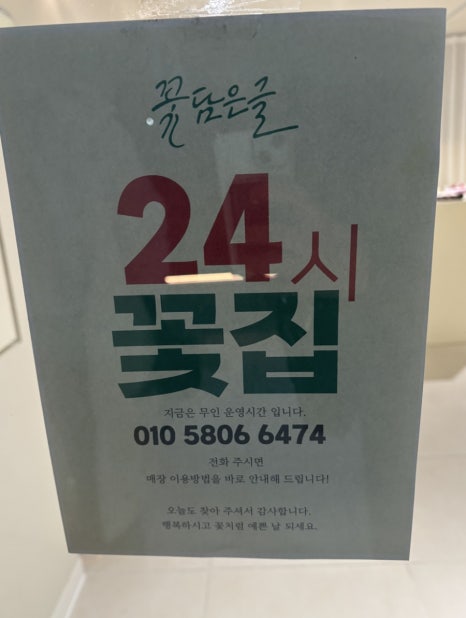 꽃담은글
24시
꽃집
지금은 무인 운영시간 입니다.
010 5806 6474
전화 주시면
매장 이용방법을 바로 안내해 드립니다!
오늘도 찾아 주셔서 감사합니다.
행복하시고 꽃처럼 예쁜 날 되세요.